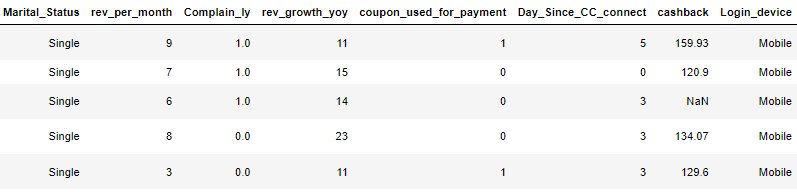 Marital_Status rev_per_month Complain_ly rev_growth_yoy coupon_used_for_payment Day_Since_CC_connect cashback Login_device
Single 9 1.0 11 1 5 159.93 Mobile
Single 7 1.0 15 0 0 120.9 Mobile
Single 6 1.0 14 0 3 NaN Mobile
Single 8 0.0 23 0 3 134.07 Mobile
Single 3 0.0 11 1 3 129.6 Mobile